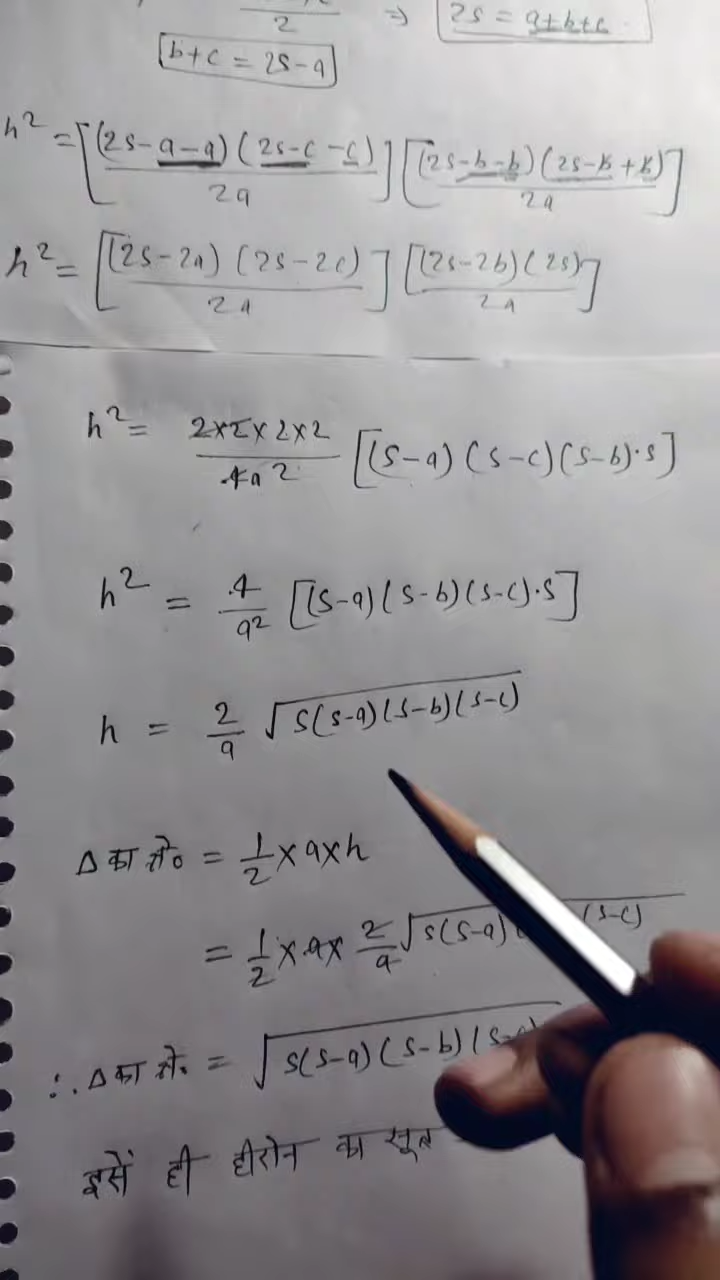 2 ⇒ 2s = a+b+c
b+c = 2s-a
h² = [(2s-a-a)(2s-c-c)/2a] [(2s-b-b)(2s-b+b)/2a]
h² = [(2s-2a)(2s-2c)/2a] [(2s-2b)(2s)/2a]
h² = 2×2×2×2/4a² [(s-a)(s-c)(s-b)·s]
h² = 4/a² [(s-a)(s-b)(s-c)·s]
h = 2/a √s(s-a)(s-b)(s-c)
Δ का क्षे० = 1/2 × a × h
= 1/2 × a × 2/a √s(s-a) (s-c)
∴ Δ का क्षे० = √s(s-a)(s-b)(s-c)
इसें ही हीरोन का सूत्र